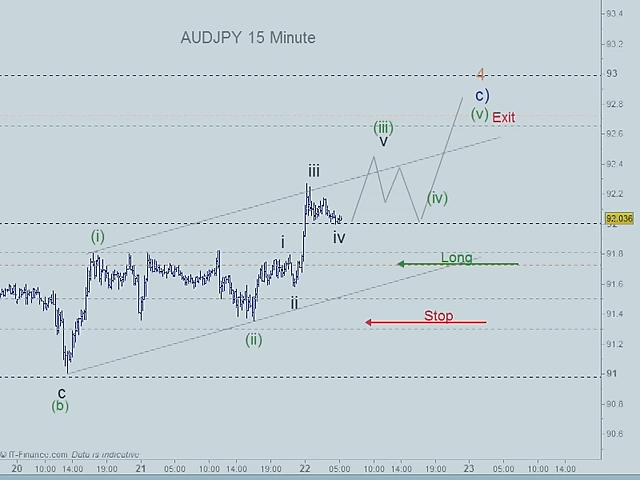 AUDJPY 15 Minute
93.4
93.2
93
92.8
92.6
92.4
92.2
92.036
92
91.8
91.6
91.4
91.2
91
90.8
90.6
4
c)
(v) Exit
(iii)
v
iii
(iv)
(i)
i
iv
Long
ii
Stop
(ii)
c
(b)
© IT-Finance.com Data is indicative
20 10:00 14:00 19:00 21 05:00 10:00 14:00 19:00 22 05:00 10:00 14:00 19:00 23 05:00 10:00 14:00